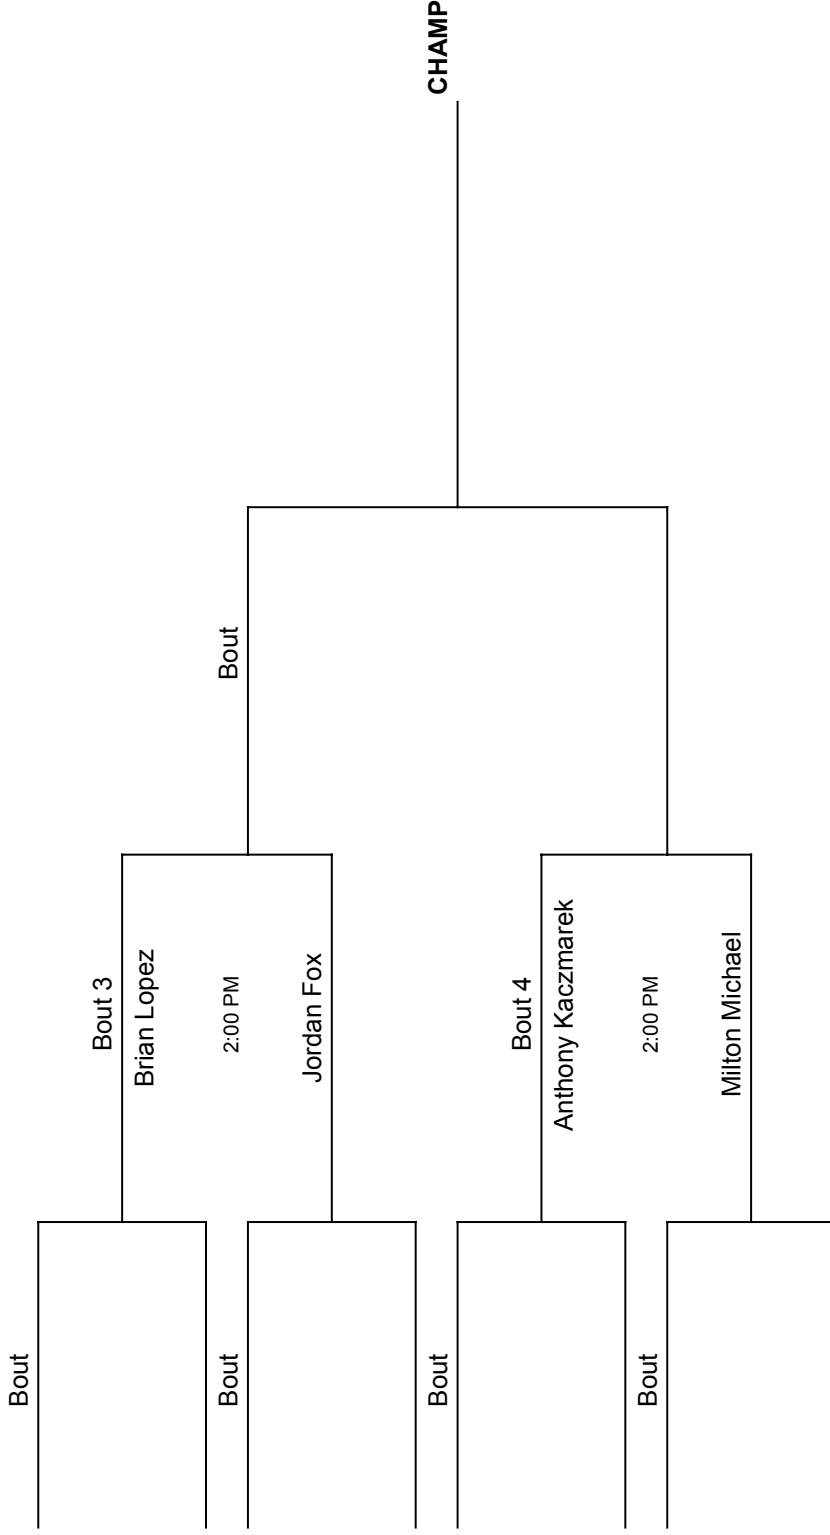 Bout
Bout
Bout
Bout
Bout 3
Brian Lopez
2:00 PM
Jordan Fox
Bout 4
Anthony Kaczmarek
2:00 PM
Milton Michael
Bout
CHAMP